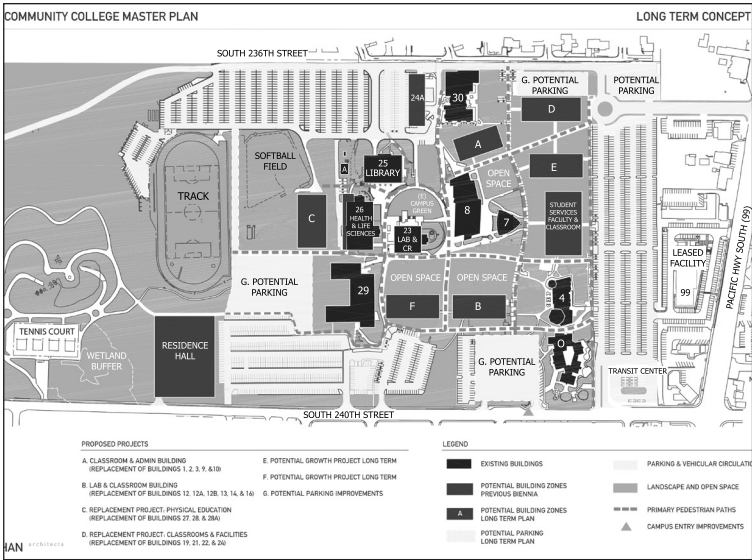 COMMUNITY COLLEGE MASTER PLAN
LONG TERM CONCEPT
SOUTH 236TH STREET
24A
30
G. POTENTIAL
PARKING
POTENTIAL
PARKING
D
A
SOFTBALL
FIELD
A
25
LIBRARY
OPEN
SPACE
E
TRACK
C
26
HEALTH
& LIFE
SCIENCES
(E)
CAMPUS
GREEN
8
7
STUDENT
SERVICES
FACULTY &
CLASSROOM
23
LAB &
CR
LEASED
FACILITY
99
PACIFIC HWY SOUTH (99)
G. POTENTIAL
PARKING
29
OPEN SPACE
OPEN SPACE
F
B
4
TENNIS COURT
WETLAND
BUFFER
RESIDENCE
HALL
O
G. POTENTIAL
PARKING
TRANSIT CENTER
SOUTH 240TH STREET
PROPOSED PROJECTS
A. CLASSROOM & ADMIN BUILDING
(REPLACEMENT OF BUILDINGS 1, 2, 3, 9, &10)
B. LAB & CLASSROOM BUILDING
(REPLACEMENT OF BUILDINGS 12, 12A, 12B, 13, 14, & 16)
C. REPLACEMENT PROJECT: PHYSICAL EDUCATION
(REPLACEMENT OF BUILDINGS 27, 28, & 28A)
D. REPLACEMENT PROJECT: CLASSROOMS & FACILITIES
(REPLACEMENT OF BUILDINGS 19, 21, 22, & 24)
E. POTENTIAL GROWTH PROJECT LONG TERM
F. POTENTIAL GROWTH PROJECT LONG TERM
G. POTENTIAL PARKING IMPROVEMENTS
LEGEND
EXISTING BUILDINGS
POTENTIAL BUILDING ZONES
PREVIOUS BIENNIA
A
POTENTIAL BUILDING ZONES
LONG TERM PLAN
POTENTIAL PARKING
LONG TERM PLAN
PARKING & VEHICULAR CIRCULATIO
LANDSCAPE AND OPEN SPACE
PRIMARY PEDESTRIAN PATHS
CAMPUS ENTRY IMPROVEMENTS
HAN architects